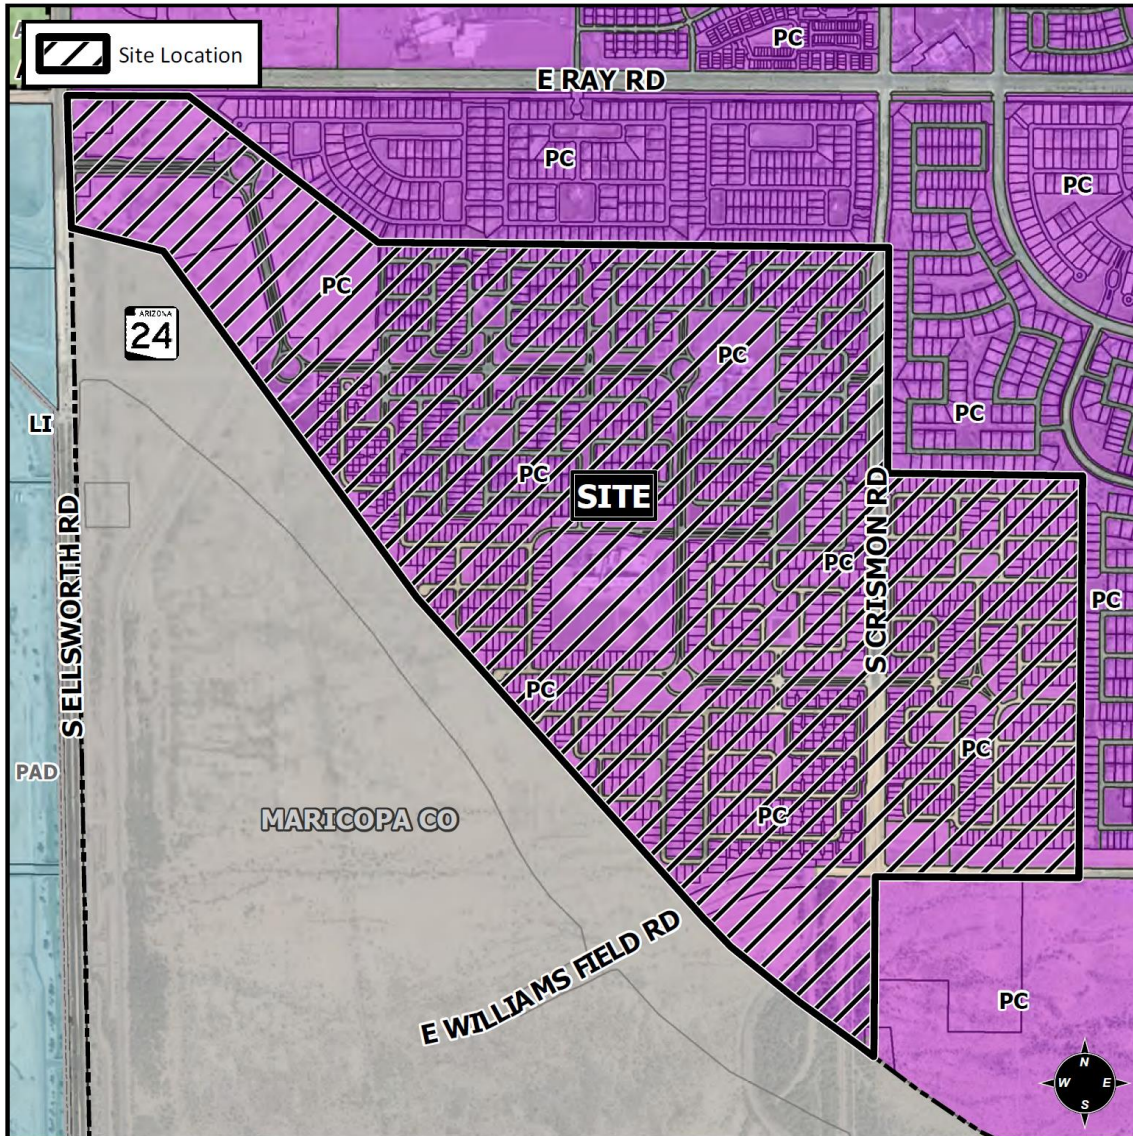 Site Location
PC
E RAY RD
PC
PC
PC
ARIZONA
24
PC
PC
LI
PC
SITE
S CRISMON RD
PC
S ELLSWORTH RD
PC
PC
PC
PAD
MARICOPA CO
PC
E WILLIAMS FIELD RD
PC
N
W
E
S